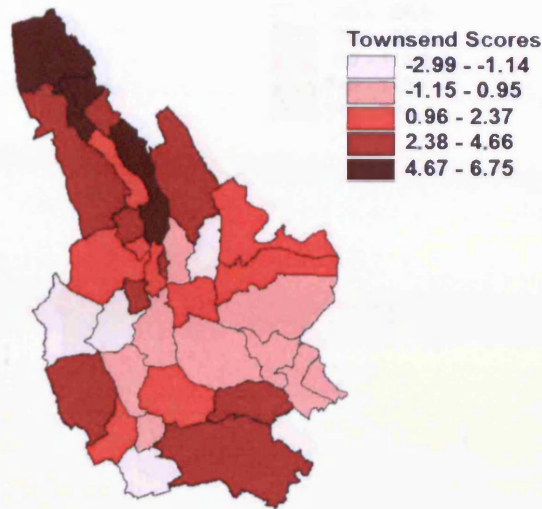 Townsend Scores
-2.99 - -1.14
-1.15 - 0.95
0.96 - 2.37
2.38 - 4.66
4.67 - 6.75